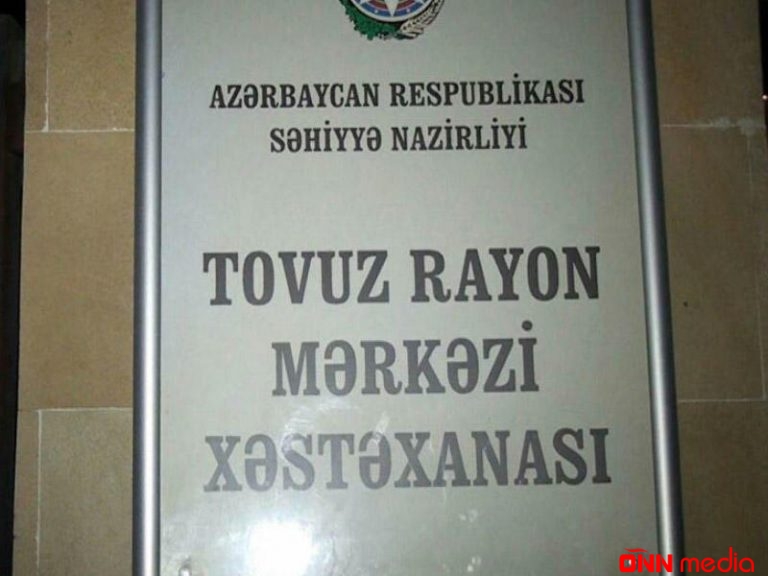 AZƏRBAYCAN RESPUBLİKASI
SƏHİYYƏ NAZİRLİYİ
TOVUZ RAYON
MƏRKƏZİ
XƏSTƏXANASI
ONN media